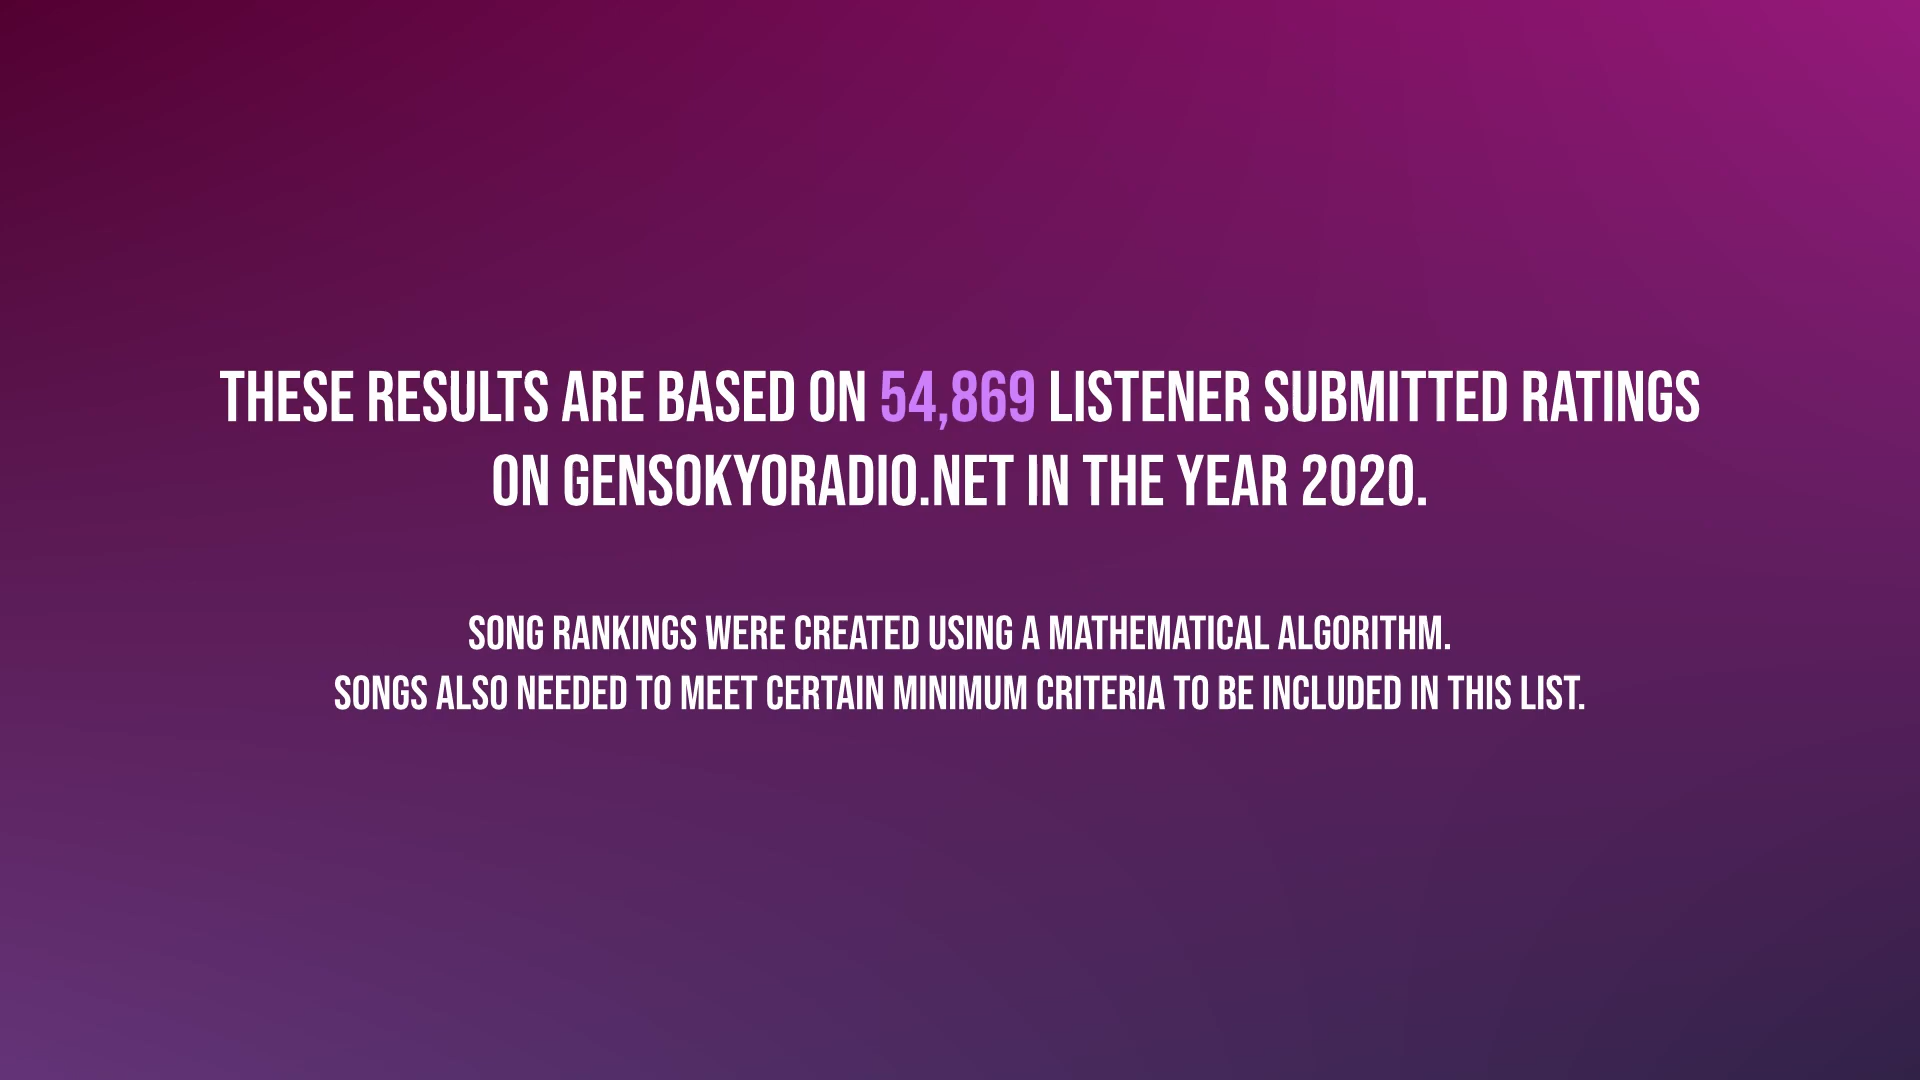 THESE RESULTS ARE BASED ON 54,869 LISTENER SUBMITTED RATINGS
ON GENSOKYORADIO.NET IN THE YEAR 2020.
SONG RANKINGS WERE CREATED USING A MATHEMATICAL ALGORITHM.
SONGS ALSO NEEDED TO MEET CERTAIN MINIMUM CRITERIA TO BE INCLUDED IN THIS LIST.